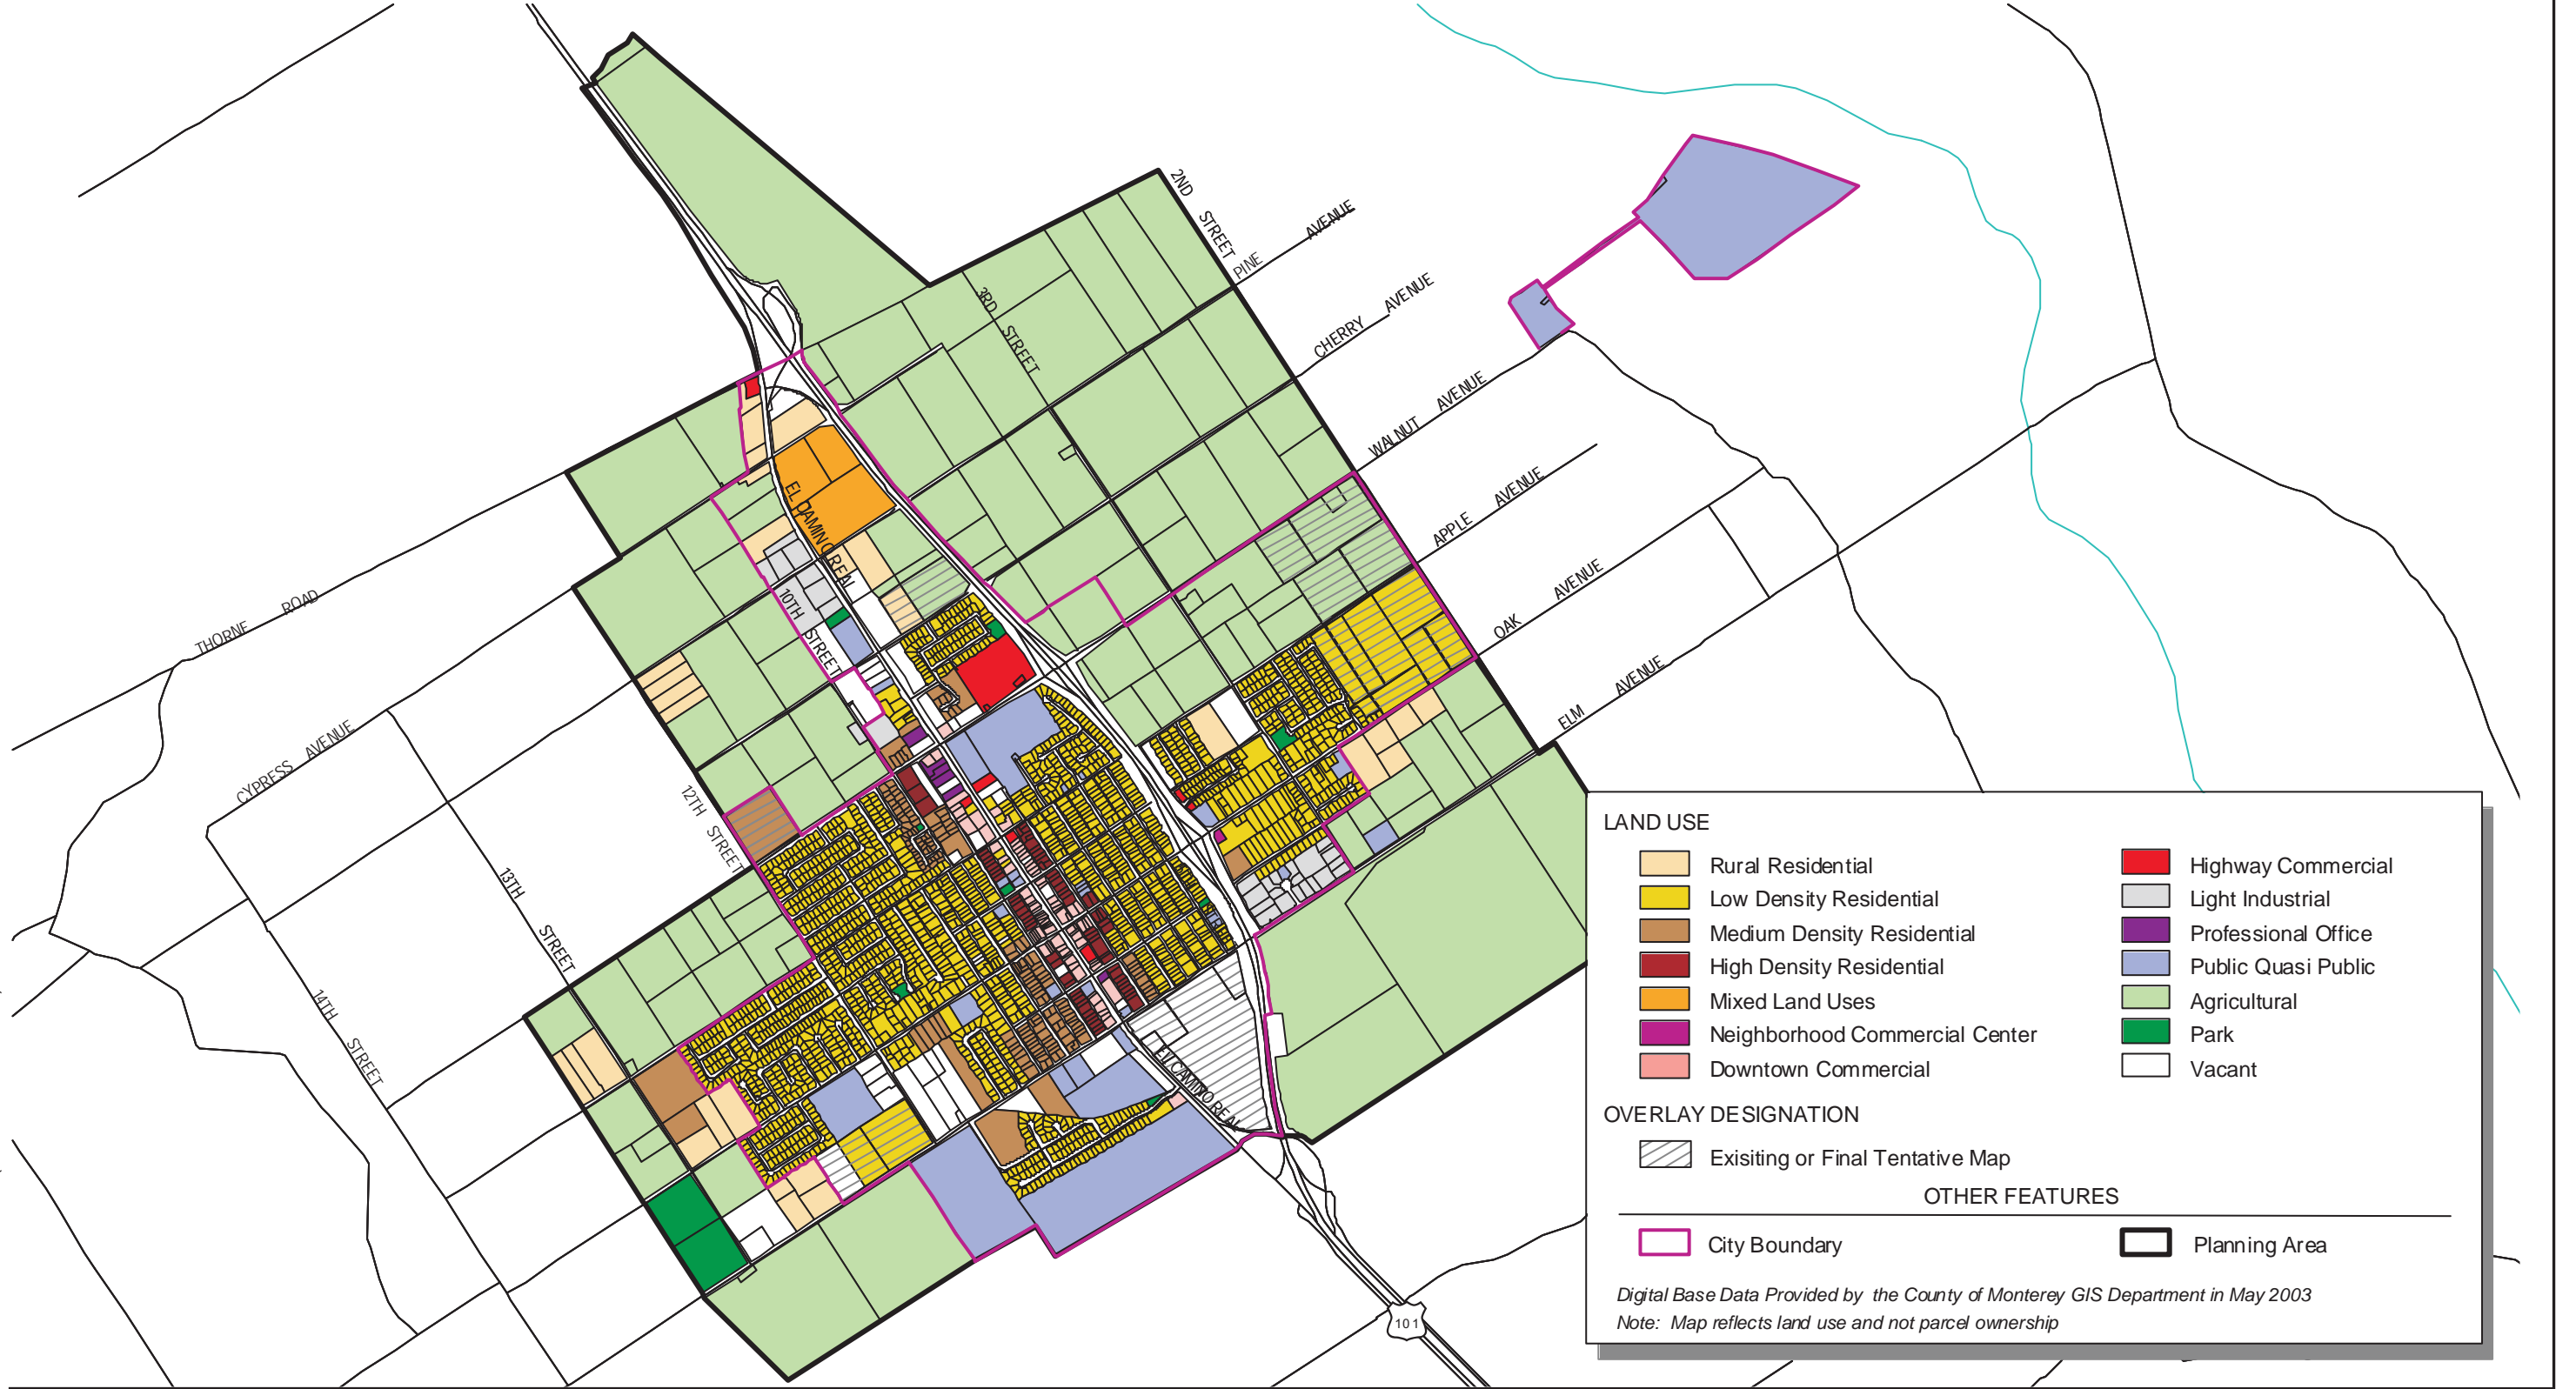 2ND STREET
PINE AVENUE
3RD STREET
CHERRY AVENUE
WALNUT AVENUE
APPLE AVENUE
OAK AVENUE
ELM AVENUE
EL CAMINO REAL
10TH STREET
THORNE ROAD
CYPRESS AVENUE
12TH STREET
13TH STREET
14TH STREET
EL CAMINO REAL
101
LAND USE
Rural Residential
Low Density Residential
Medium Density Residential
High Density Residential
Mixed Land Uses
Neighborhood Commercial Center
Downtown Commercial
Highway Commercial
Light Industrial
Professional Office
Public Quasi Public
Agricultural
Park
Vacant
OVERLAY DESIGNATION
Exisiting or Final Tentative Map
OTHER FEATURES
City Boundary
Planning Area
Digital Base Data Provided by the County of Monterey GIS Department in May 2003
Note: Map reflects land use and not parcel ownership